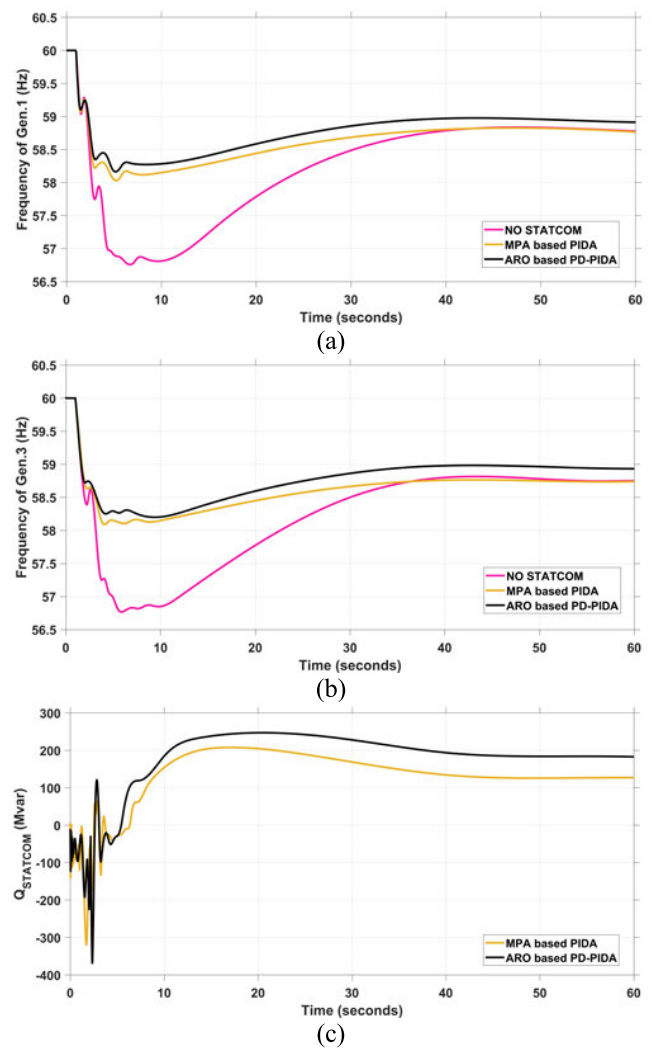 60.5
60
59.5
59
58.5
58
57.5
57
56.5
Frequency of Gen.1 (Hz)
NO STATCOM
MPA based PIDA
ARO based PD-PIDA
0 10 20 30 40 50 60
Time (seconds)
(a)
60.5
60
59.5
59
58.5
58
57.5
57
56.5
Frequency of Gen.3 (Hz)
NO STATCOM
MPA based PIDA
ARO based PD-PIDA
0 10 20 30 40 50 60
Time (seconds)
(b)
300
200
100
0
-100
-200
-300
-400
QSTATCOM (Mvar)
MPA based PIDA
ARO based PD-PIDA
0 10 20 30 40 50 60
Time (seconds)
(c)